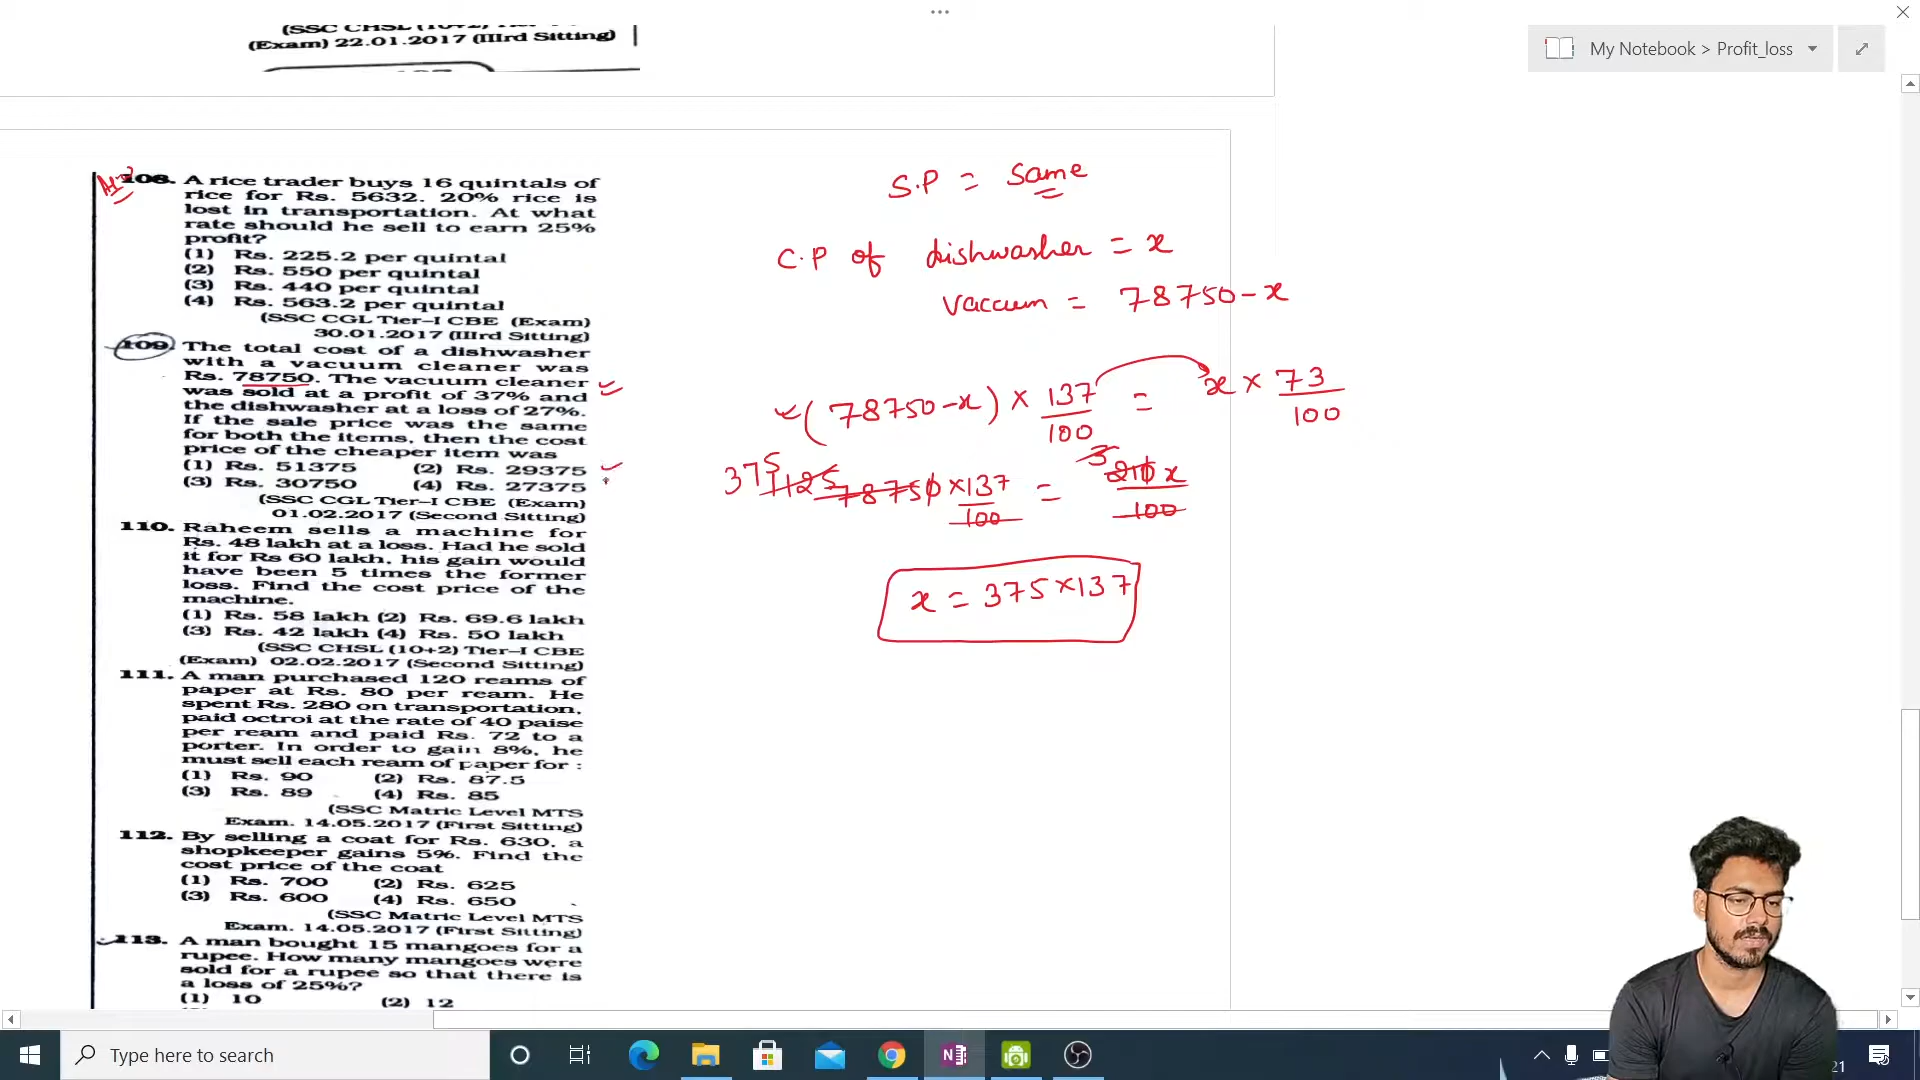 (Exam) 22.01.2017 (IIIrd Sitting)
My Notebook > Profit_loss
108. A rice trader buys 16 quintals of
rice for Rs. 5632. 20% rice is
lost in transportation. At what
rate should he sell to earn 25%
profit?
(1) Rs. 225.2 per quintal
(2) Rs. 550 per quintal
(3) Rs. 440 per quintal
(4) Rs. 563.2 per quintal
(SSC CGL Tier-I CBE (Exam)
30.01.2017 (IIIrd Sitting)
109. The total cost of a dishwasher
with a vacuum cleaner was
Rs. 78750. The vacuum cleaner
was sold at a profit of 37% and
the dishwasher at a loss of 27%.
If the sale price was the same
for both the items, then the cost
price of the cheaper item was
(1) Rs. 51375 (2) Rs. 29375
(3) Rs. 30750 (4) Rs. 27375
(SSC CGL Tier-I CBE (Exam)
01.02.2017 (Second Sitting)
110. Raheem sells a machine for
Rs. 48 lakh at a loss. Had he sold
it for Rs 60 lakh, his gain would
have been 5 times the former
loss. Find the cost price of the
machine.
(1) Rs. 58 lakh (2) Rs. 69.6 lakh
(3) Rs. 42 lakh (4) Rs. 50 lakh
(SSC CHSL (10+2) Tier-I CBE
(Exam) 02.02.2017 (Second Sitting)
111. A man purchased 120 reams of
paper at Rs. 80 per ream. He
spent Rs. 280 on transportation,
paid octroi at the rate of 40 paise
per ream and paid Rs. 72 to a
porter. In order to gain 8%, he
must sell each ream of paper for :
(1) Rs. 90 (2) Rs. 87.5
(3) Rs. 89 (4) Rs. 85
(SSC Matric Level MTS
Exam. 14.05.2017 (First Sitting)
112. By selling a coat for Rs. 630, a
shopkeeper gains 5%. Find the
cost price of the coat
(1) Rs. 700 (2) Rs. 625
(3) Rs. 600 (4) Rs. 650
(SSC Matric Level MTS
Exam. 14.05.2017 (First Sitting)
113. A man bought 15 mangoes for a
rupee. How many mangoes were
sold for a rupee so that there is
a loss of 25%?
(1) 10 (2) 12
S.P = Same
C.P of dishwasher = x
vaccum = 78750 - x
(78750 - x) × 137/100 = x × 73/100
375 1125 78750 × 137/100 = 3 210 x/100
x = 375 × 137
Type here to search
21